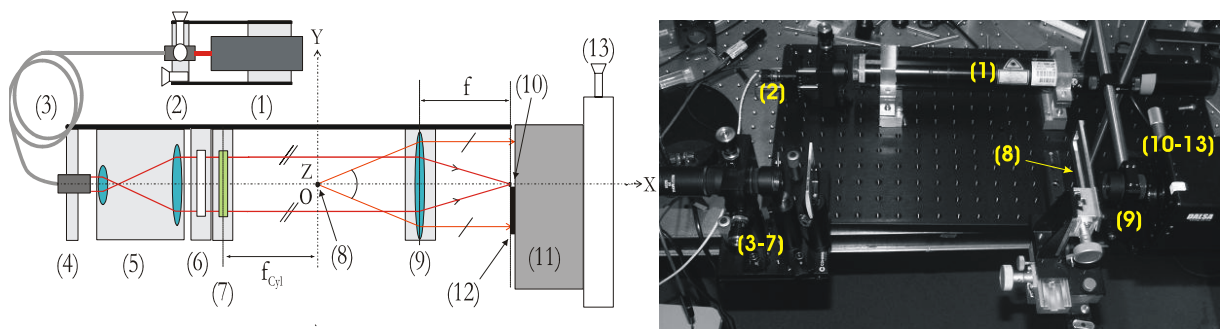 (13)
Y
f
(10)
(3)
(2)
(1)
Z
O
X
(4)
(5)
(6)
(7)
f_Cyl
(8)
(9)
(12)
(11)
(1)
(2)
(8)
(10-13)
(9)
(3-7)
DALSA